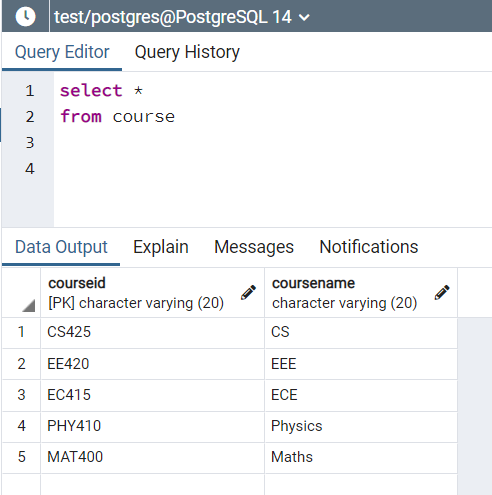 test/postgres@PostgreSQL 14
Query Editor Query History
1 select *
2 from course
3
4
Data Output Explain Messages Notifications
courseid coursename
[PK] character varying (20) character varying (20)
1 CS425 CS
2 EE420 EEE
3 EC415 ECE
4 PHY410 Physics
5 MAT400 Maths